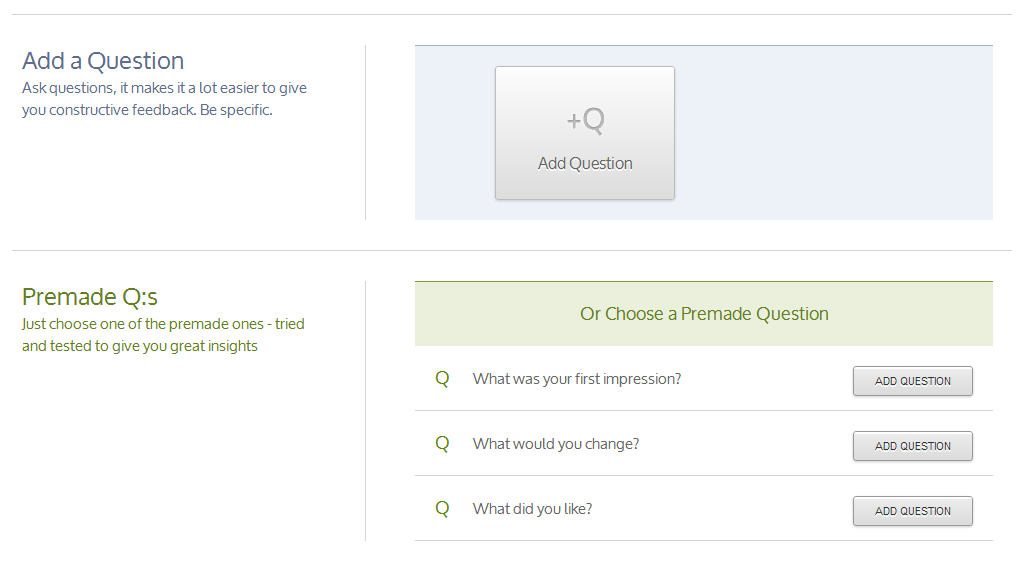 Add a Question
Ask questions, it makes it a lot easier to give
you constructive feedback. Be specific.
+Q
Add Question
Premade Q:s
Just choose one of the premade ones - tried
and tested to give you great insights
Or Choose a Premade Question
Q What was your first impression? ADD QUESTION
Q What would you change? ADD QUESTION
Q What did you like? ADD QUESTION